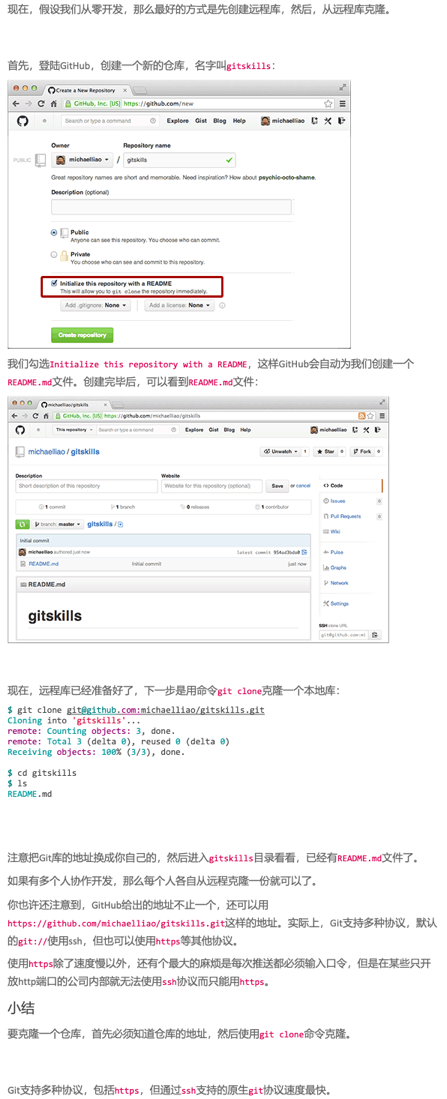 现在，假设我们从零开发，那么最好的方式是先创建远程库，然后，从远程库克隆。
首先，登陆GitHub，创建一个新的仓库，名字叫gitskills：
Create a New Repository
GitHub, Inc. [US] https://github.com/new
Search or type a command
Explore Gist Blog Help
michaelliao
PUBLIC
Owner
Repository name
michaelliao / gitskills
Great repository names are short and memorable. Need inspiration? How about psychic-octo-shame.
Description (optional)
Public
Anyone can see this repository. You choose who can commit.
Private
You choose who can see and commit to this repository.
Initialize this repository with a README
This will allow you to git clone the repository immediately.
Add .gitignore: None
Add a license: None
Create repository
我们勾选Initialize this repository with a README，这样GitHub会自动为我们创建一个
README.md文件。创建完毕后，可以看到README.md文件：
michaelliao/gitskills
GitHub, Inc. [US] https://github.com/michaelliao/gitskills
This repository
Search or type a command
Explore Gist Blog Help
michaelliao
michaelliao / gitskills
Unwatch 1
Star 0
Fork 0
Description
Website
Short description of this repository
Website for this repository (optional)
Save or cancel
Code
Issues 0
Pull Requests 0
Wiki
Pulse
Graphs
Network
Settings
SSH clone URL
1 commit
1 branch
0 releases
1 contributor
branch: master
gitskills /
Initial commit
michaelliao authored just now
latest commit
README.md
Initial commit
just now
README.md
gitskills
现在，远程库已经准备好了，下一步是用命令git clone克隆一个本地库：
$ git clone git@github.com:michaelliao/gitskills.git
Cloning into 'gitskills'...
remote: Counting objects: 3, done.
remote: Total 3 (delta 0), reused 0 (delta 0)
Receiving objects: 100% (3/3), done.
$ cd gitskills
$ ls
README.md
注意把Git库的地址换成你自己的，然后进入gitskills目录看看，已经有README.md文件了。
如果有多个人协作开发，那么每个人各自从远程克隆一份就可以了。
你也许还注意到，GitHub给出的地址不止一个，还可以用
https://github.com/michaelliao/gitskills.git这样的地址。实际上，Git支持多种协议，默认
的git://使用ssh，但也可以使用https等其他协议。
使用https除了速度慢以外，还有个最大的麻烦是每次推送都必须输入口令，但是在某些只开
放http端口的公司内部就无法使用ssh协议而只能用https。
小结
要克隆一个仓库，首先必须知道仓库的地址，然后使用git clone命令克隆。
Git支持多种协议，包括https，但通过ssh支持的原生git协议速度最快。